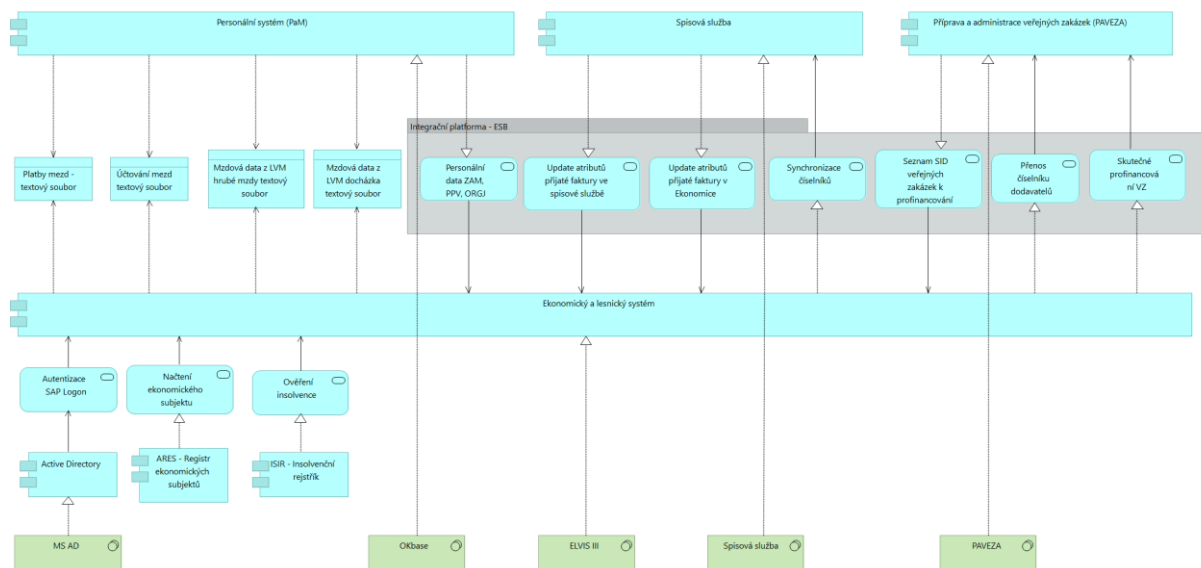 Personální systém (PaM)
Spisová služba
Příprava a administrace veřejných zakázek (PAVEZA)
Integrační platforma - ESB
Platby mezd -
textový soubor
Účtování mezd
textový soubor
Mzdová data z LVM
hrubé mzdy textový
soubor
Mzdová data z
LVM docházka
textový soubor
Personální
data ZAM,
PPV, ORGJ
Update atributů
přijaté faktury ve
spisové službě
Update atributů
přijaté faktury v
Ekonomice
Synchronizace
číselníků
Seznam SID
veřejných
zakázek k
profinancování
Přenos
číselníku
dodavatelů
Skutečné
profinancová
ní VZ
Ekonomický a lesnický systém
Autentizace
SAP Logon
Načtení
ekonomického
subjektu
Ověření
insolvence
Active Directory
ARES - Registr
ekonomických
subjektů
ISIR - Insolvenční
rejstřík
MS AD
OKbase
ELVIS III
Spisová služba
PAVEZA